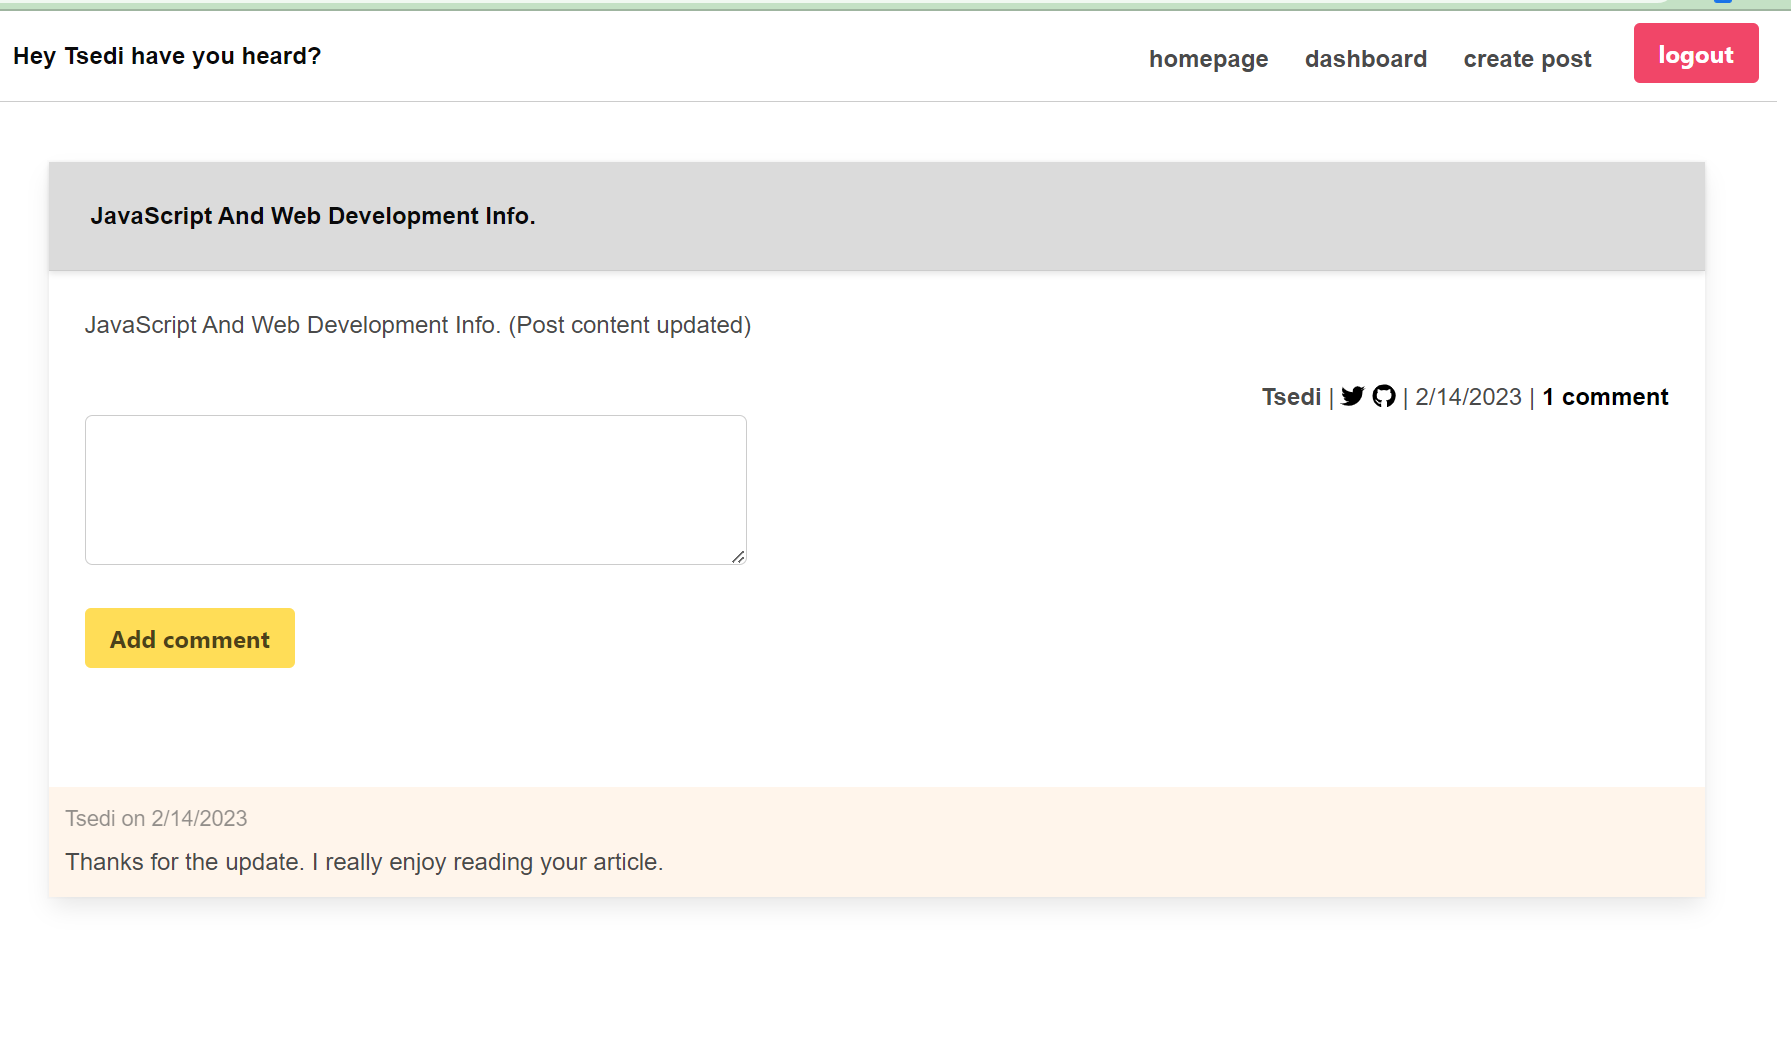 Hey Tsedi have you heard?
homepage dashboard create post logout
JavaScript And Web Development Info.
JavaScript And Web Development Info. (Post content updated)
Tsedi | | 2/14/2023 | 1 comment
Add comment
Tsedi on 2/14/2023
Thanks for the update. I really enjoy reading your article.